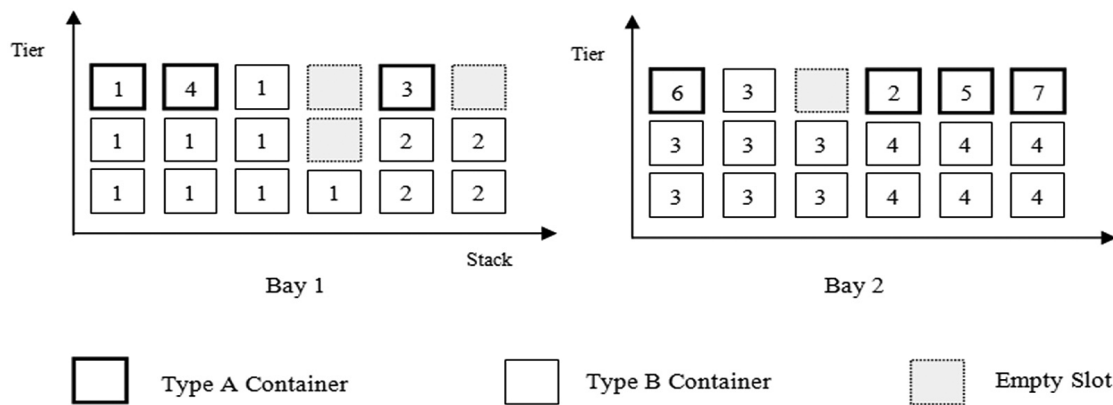 Tier
1 4 1 3
1 1 1 2 2
1 1 1 1 2 2
Stack
Bay 1
6 3 2 5 7
3 3 3 4 4 4
3 3 3 4 4 4
Bay 2
Type A Container
Type B Container
Empty Slot